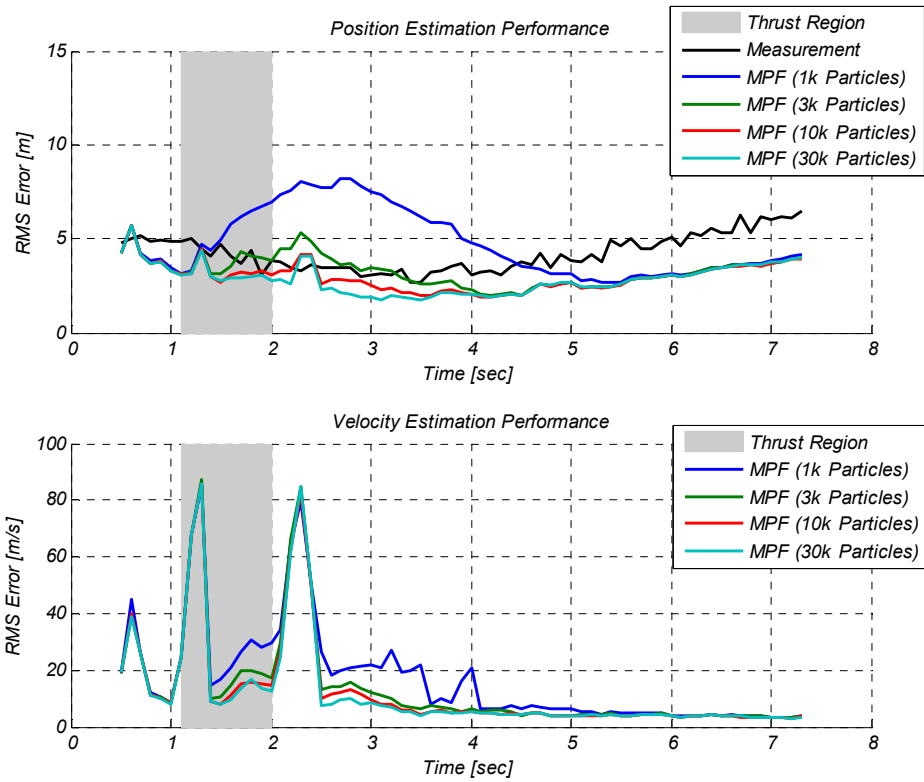 Position Estimation Performance
Thrust Region
Measurement
MPF (1k Particles)
MPF (3k Particles)
MPF (10k Particles)
MPF (30k Particles)
RMS Error [m]
15
10
5
0
0 1 2 3 4 5 6 7 8
Time [sec]
Velocity Estimation Performance
Thrust Region
MPF (1k Particles)
MPF (3k Particles)
MPF (10k Particles)
MPF (30k Particles)
RMS Error [m/s]
100
80
60
40
20
0
0 1 2 3 4 5 6 7 8
Time [sec]